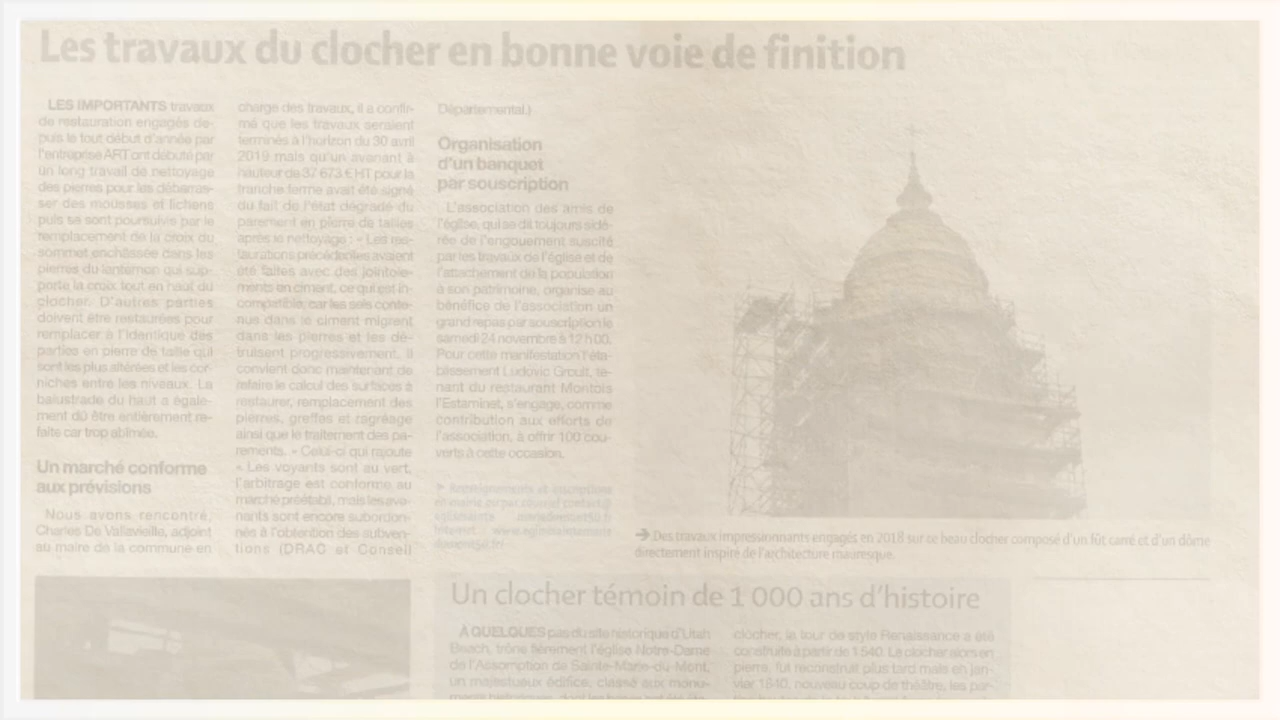 Les travaux du clocher en bonne voie de finition
LES IMPORTANTS travaux
de restauration engagés de-
puis le tout début d'année par
l'entreprise ART ont débuté par
un long travail de nettoyage
des pierres pour les débarras-
ser des mousses et lichens
puis se sont poursuivis par le
remplacement de la croix du
sommet enchâssée dans les
pierres du lanternon qui sup-
porte la croix tout en haut du
clocher. D'autres parties
doivent être restaurées pour
remplacer à l'identique des
parties en pierre de taille qui
sont les plus altérées et les cor-
niches entre les niveaux. La
balustrade du haut a égale-
ment dû être entièrement re-
faite car trop abîmée.
Un marché conforme
aux prévisions
Nous avons rencontré,
Charles De Vallavieille, adjoint
au maire de la commune en
charge des travaux, il a confir-
mé que les travaux seraient
terminés à l'horizon du 30 avril
2019 mais qu'un avenant à
hauteur de 37 673 € HT pour la
tranche ferme avait été signé
du fait de l'état dégradé du
parement en pierre de tailles
après le nettoyage : « Les res-
taurations précédentes avaient
été faites avec des jointoie-
ments en ciment, ce qui est in-
compatible, car les sels conte-
nus dans le ciment migrent
dans les pierres et les dé-
truisent progressivement. Il
convient donc maintenant de
refaire le calcul des surfaces à
restaurer, remplacement des
pierres, greffes et ragréage
ainsi que le traitement des pa-
rements. » Celui-ci qui rajoute
« Les voyants sont au vert,
l'arbitrage est conforme au
marché préétabli, mais les ave-
nants sont encore subordon-
nés à l'obtention des subven-
tions (DRAC et Conseil
Départemental.)
Organisation
d'un banquet
par souscription
L'association des amis de
l'église, qui se dit toujours sidé-
rée de l'engouement suscité
par les travaux de l'église et de
l'attachement de la population
à son patrimoine, organise au
bénéfice de l'association un
grand repas par souscription le
samedi 24 novembre à 12 h 00.
Pour cette manifestation l'éta-
blissement Ludovic Groult, te-
nant du restaurant Montois
l'Estaminet, s'engage, comme
contribution aux efforts de
l'association, à offrir 100 cou-
verts à cette occasion.
Renseignements et inscriptions
en mairie ou par
Internet
➔ Des travaux impressionnants engagés en 2018 sur ce beau clocher composé d'un fût carré et d'un dôme
directement inspiré de l'architecture mauresque.
Un clocher témoin de 1 000 ans d'histoire
À QUELQUES pas du site historique d'Utah
Beach, trône fièrement l'église Notre-Dame
de l'Assomption de Sainte-Marie-du-Mont,
un majestueux édifice, classé aux monu-
ments historiques, dont les bases
clocher, la tour de style Renaissance a été
construite à partir de 1540. Le clocher alors en
pierre, fut reconstruit plus tard mais en jan-
vier 1840, nouveau coup de théâtre, les par-